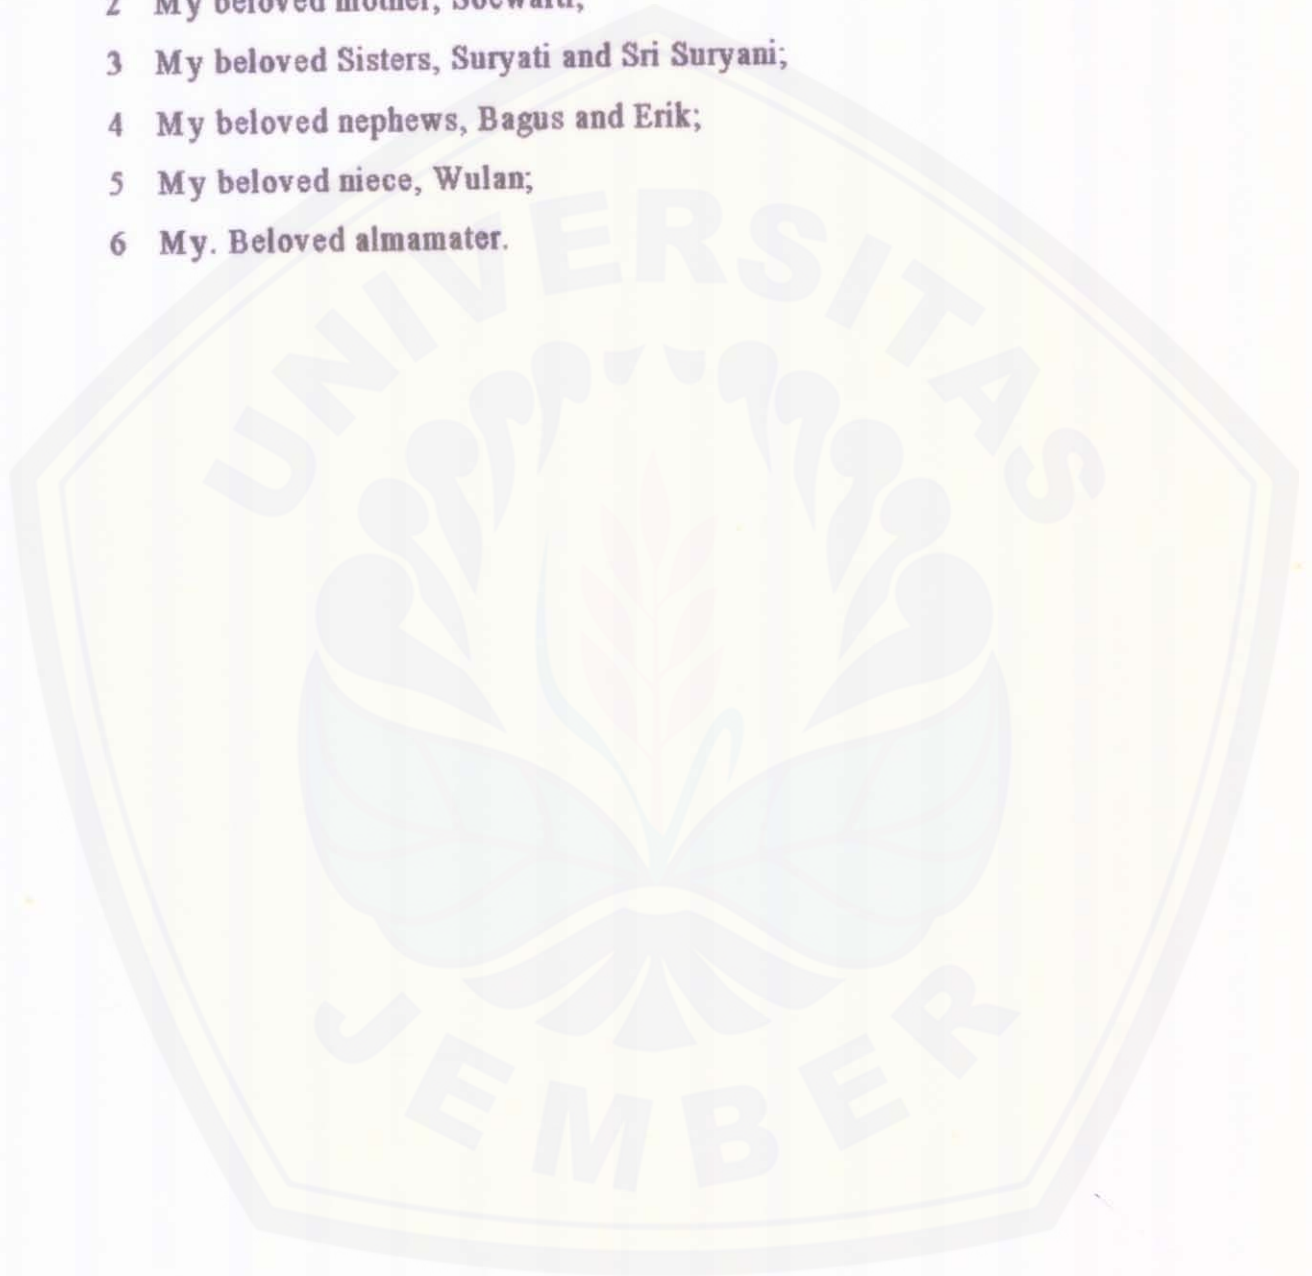 2 My beloved mother,
3 My beloved Sisters, Suryati and Sri Suryani;
4 My beloved nephews, Bagus and Erik;
5 My beloved niece, Wulan;
6 My. Beloved almamater.
UNIVERSITAS
JEMBER